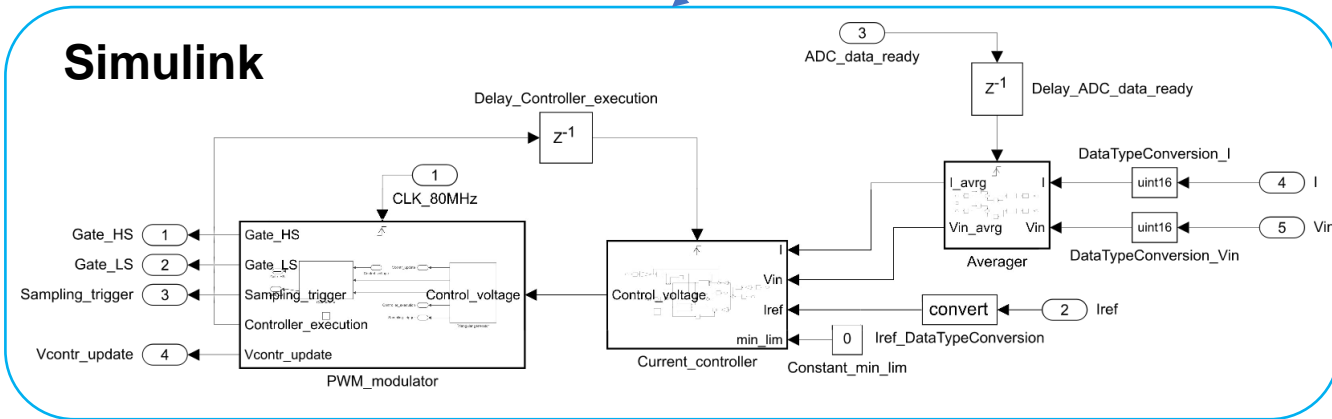 Simulink
3
ADC_data_ready
Z-1
Delay_ADC_data_ready
Delay_Controller_execution
Z-1
1
CLK_80MHz
DataTypeConversion_I
I_avrg
I
uint16
4
I
Vin_avrg
Vin
uint16
5
Vin
Averager
DataTypeConversion_Vin
Gate_HS
1
Gate_HS
Gate_LS
2
Gate_LS
Sampling_trigger
3
Sampling_trigger
Control_voltage
Controller_execution
Vcontr_update
4
Vcontr_update
PWM_modulator
I
Vin
Control_voltage
Iref
min_lim
Current_controller
convert
2
Iref
Iref_DataTypeConversion
0
Constant_min_lim